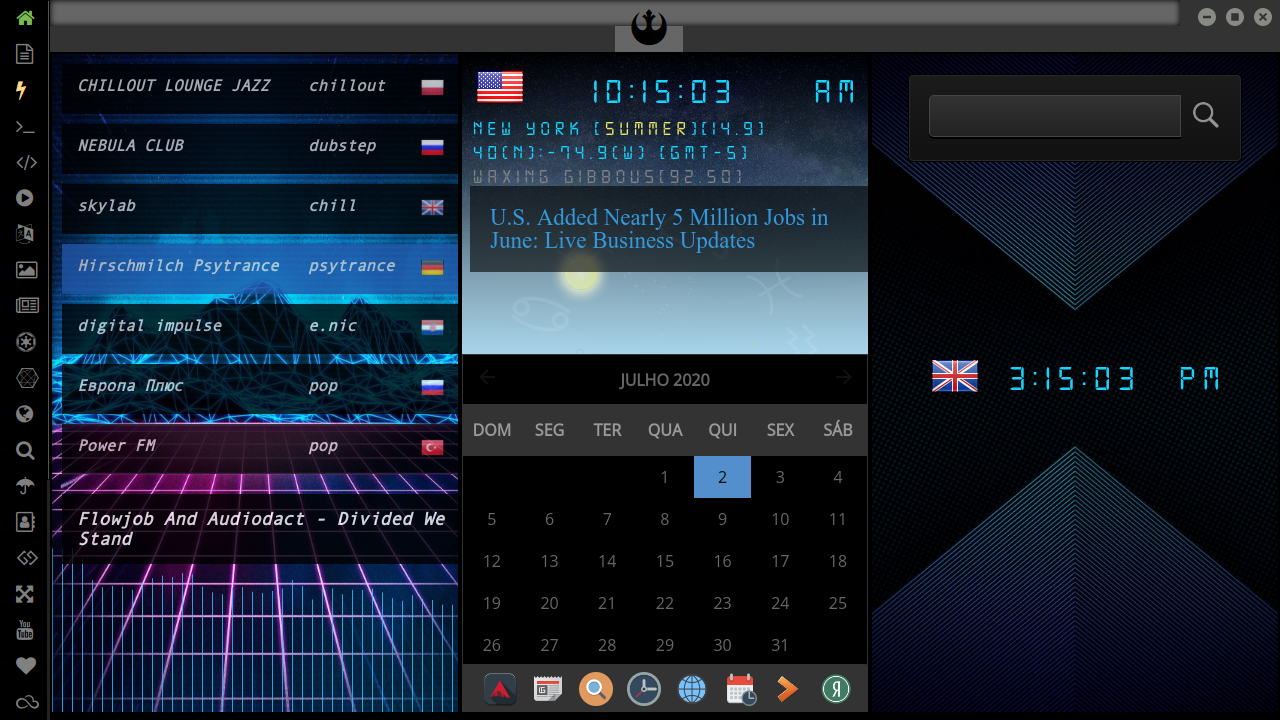 CHILLOUT LOUNGE JAZZ chillout
NEBULA CLUB dubstep
skylab chill
Hirschmilch Psytrance psytrance
digital impulse e.nic
Европа Плюс pop
Power FM pop
Flowjob And Audiodact - Divided We
Stand
10:15:03 AM
NEW YORK [SUMMER][14.9]
40(N):-74.9(W) [GMT-5]
WAXING GIBBOUS[92.50]
U.S. Added Nearly 5 Million Jobs in
June: Live Business Updates
JULHO 2020
DOM SEG TER QUA QUI SEX SÁB
1 2 3 4
5 6 7 8 9 10 11
12 13 14 15 16 17 18
19 20 21 22 23 24 25
26 27 28 29 30 31
3:15:03 PM
You
Tube
Я